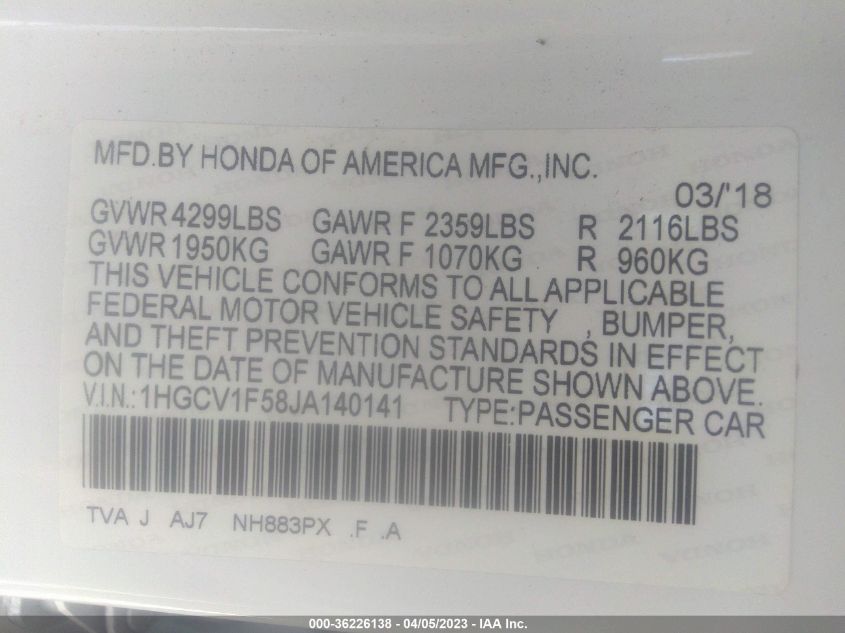 MFD.BY HONDA OF AMERICA MFG.,INC.
03/'18
GVWR 4299LBS GAWR F 2359LBS R 2116LBS
GVWR 1950KG GAWR F 1070KG R 960KG
THIS VEHICLE CONFORMS TO ALL APPLICABLE
FEDERAL MOTOR VEHICLE SAFETY , BUMPER,
AND THEFT PREVENTION STANDARDS IN EFFECT
ON THE DATE OF MANUFACTURE SHOWN ABOVE.
V.I.N.:1HGCV1F58JA140141 TYPE:PASSENGER CAR
TVA J AJ7 NH883PX .F .A
000-36226138 - 04/05/2023 - IAA Inc.